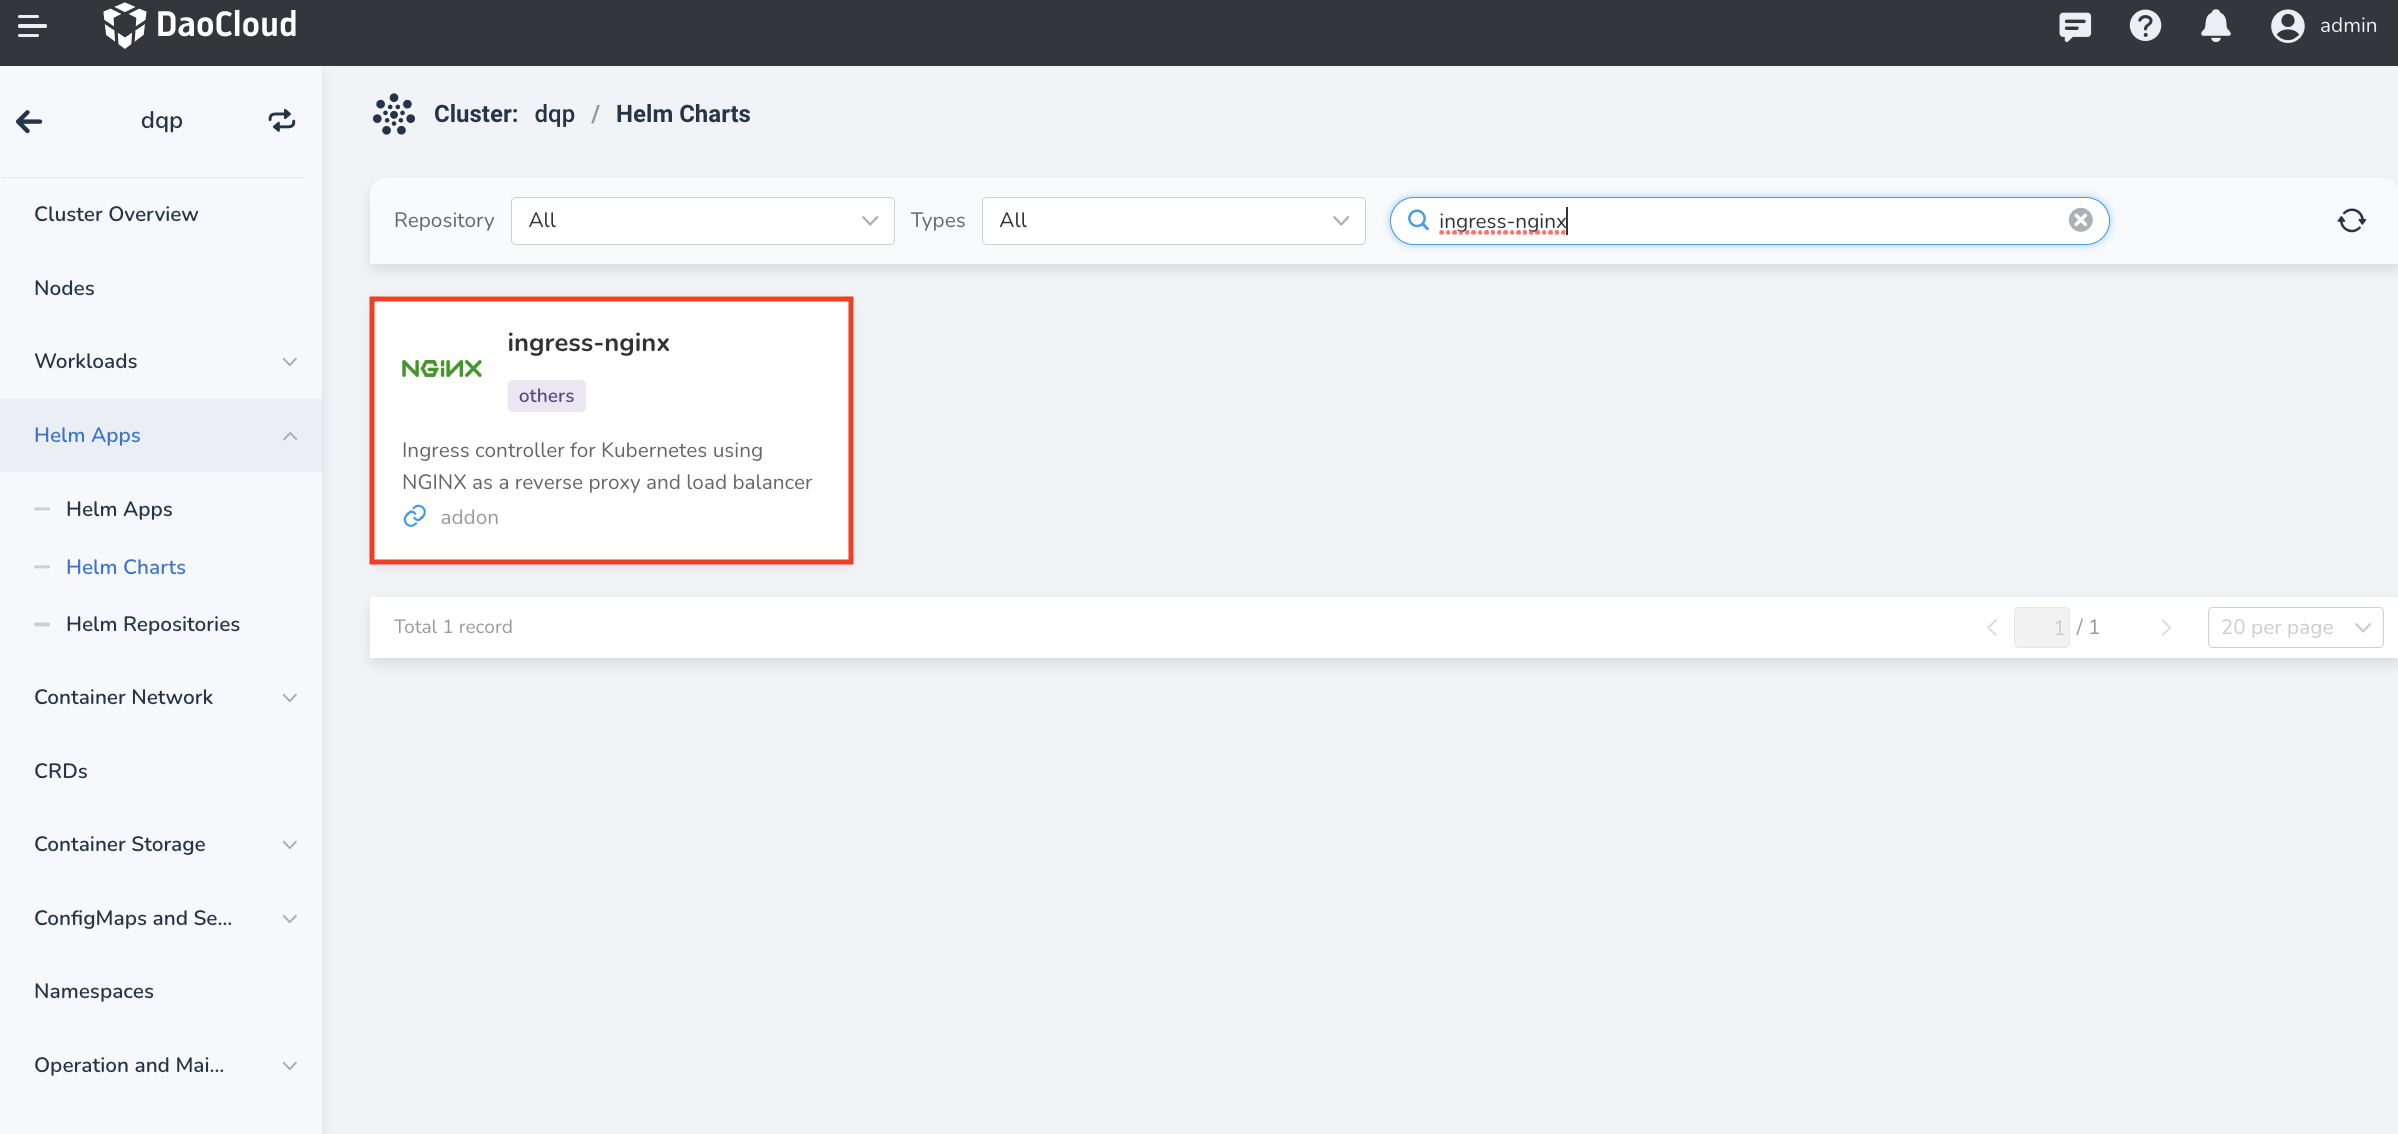 DaoCloud
admin
dqp
Cluster: dqp / Helm Charts
Cluster Overview
Nodes
Workloads
Helm Apps
Helm Apps
Helm Charts
Helm Repositories
Container Network
CRDs
Container Storage
ConfigMaps and Se...
Namespaces
Operation and Mai...
Repository All Types All ingress-nginx
NGINX
ingress-nginx
others
Ingress controller for Kubernetes using
NGINX as a reverse proxy and load balancer
addon
Total 1 record
1 / 1
20 per page